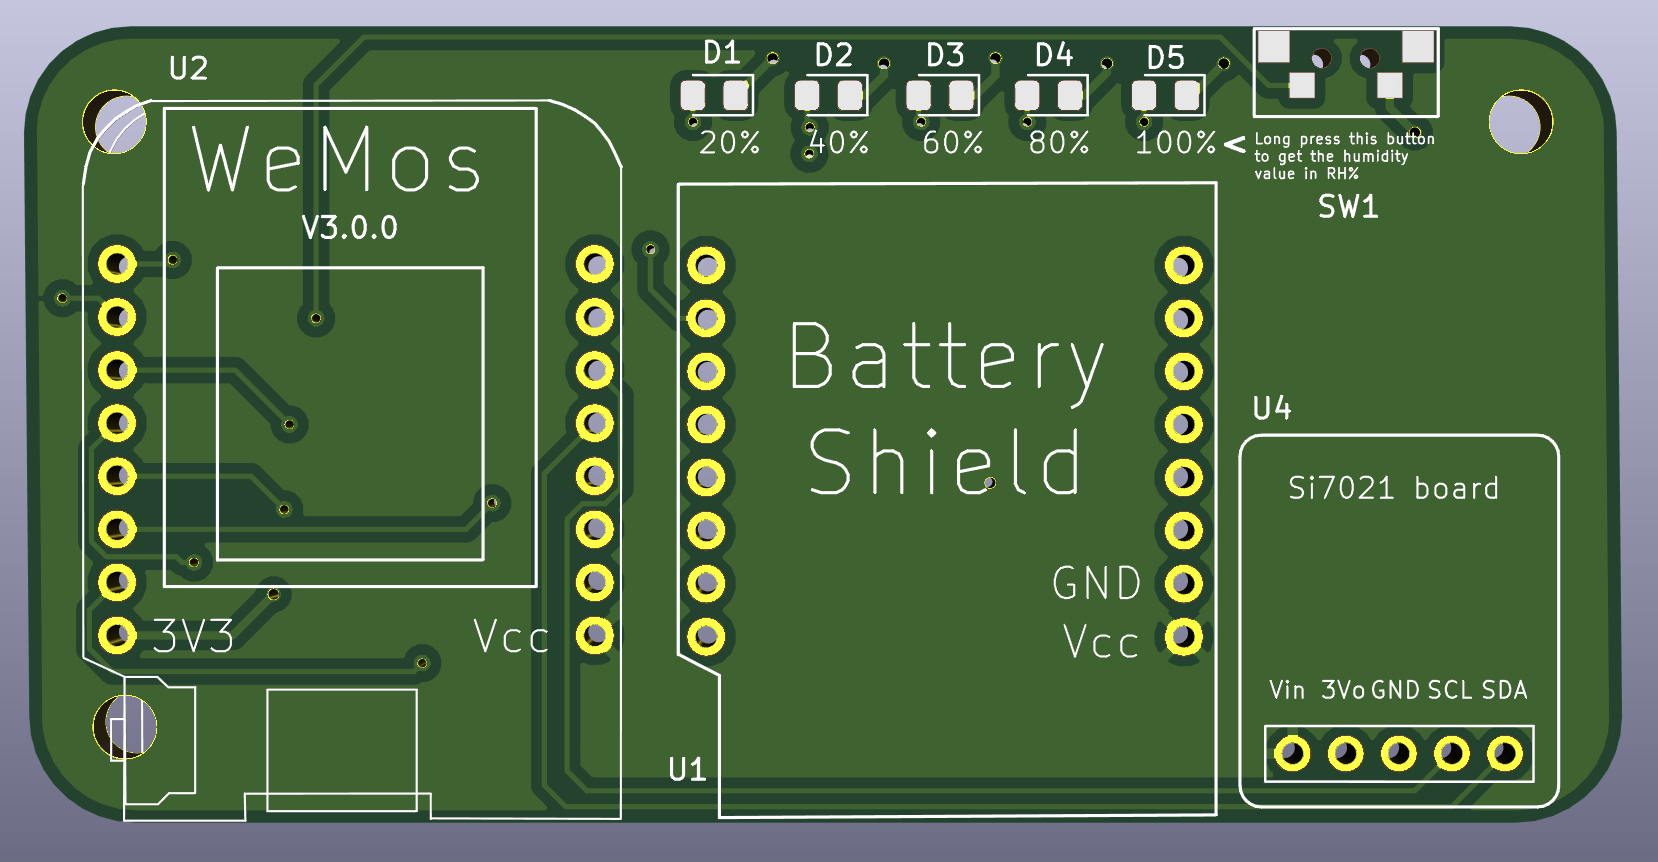 U2
D1 D2 D3 D4 D5
20% 40% 60% 80% 100% <
Long press this button
to get the humidity
value in RH%
SW1
WeMos
V3.0.0
Battery
Shield
U4
Si7021 board
GND
Vcc
3V3 Vcc
Vin 3Vo GND SCL SDA
U1